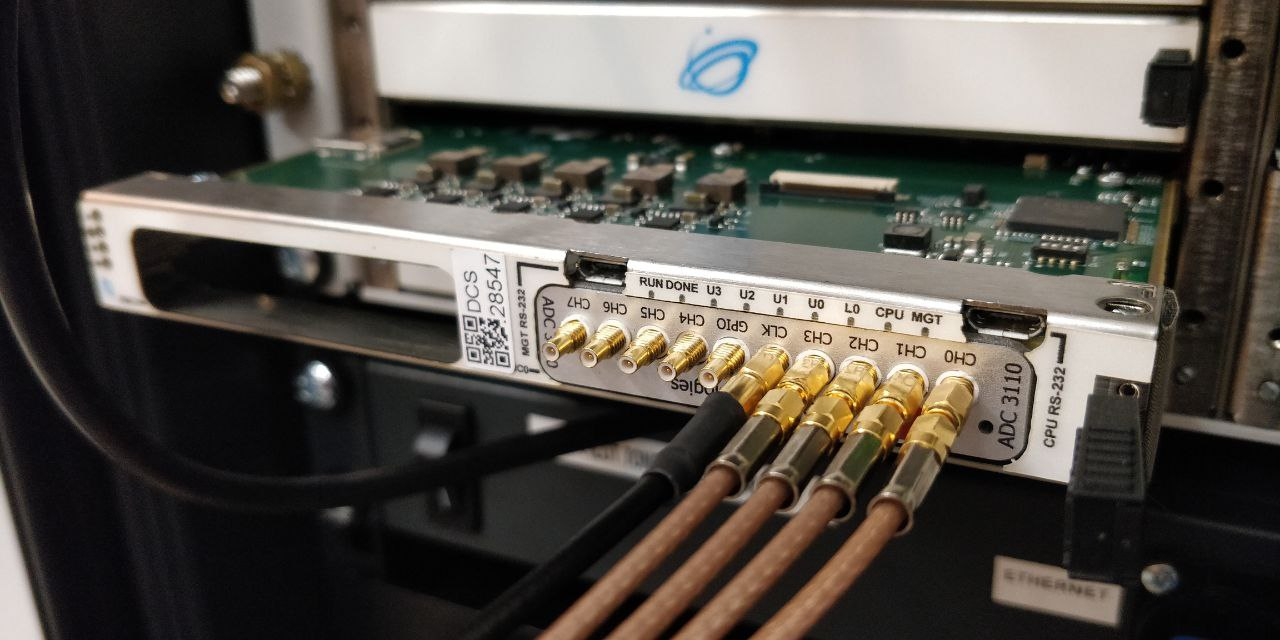 DCS
28547
MGT RS-232
RUN DONE U3 U2 U1 U0 L0 CPU MGT
CH7 CH6 CH5 CH4 GPIO CLK CH3 CH2 CH1 CH0
ADC 3110
CPU RS-232
ETHERNET